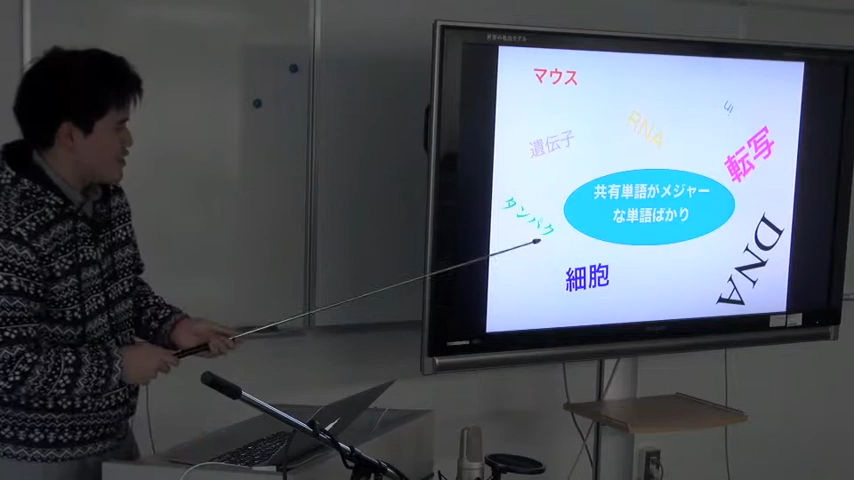 マウス
in
RNA
遺伝子
転写
共有単語がメジャー
な単語ばかり
タンパク
DNA
細胞